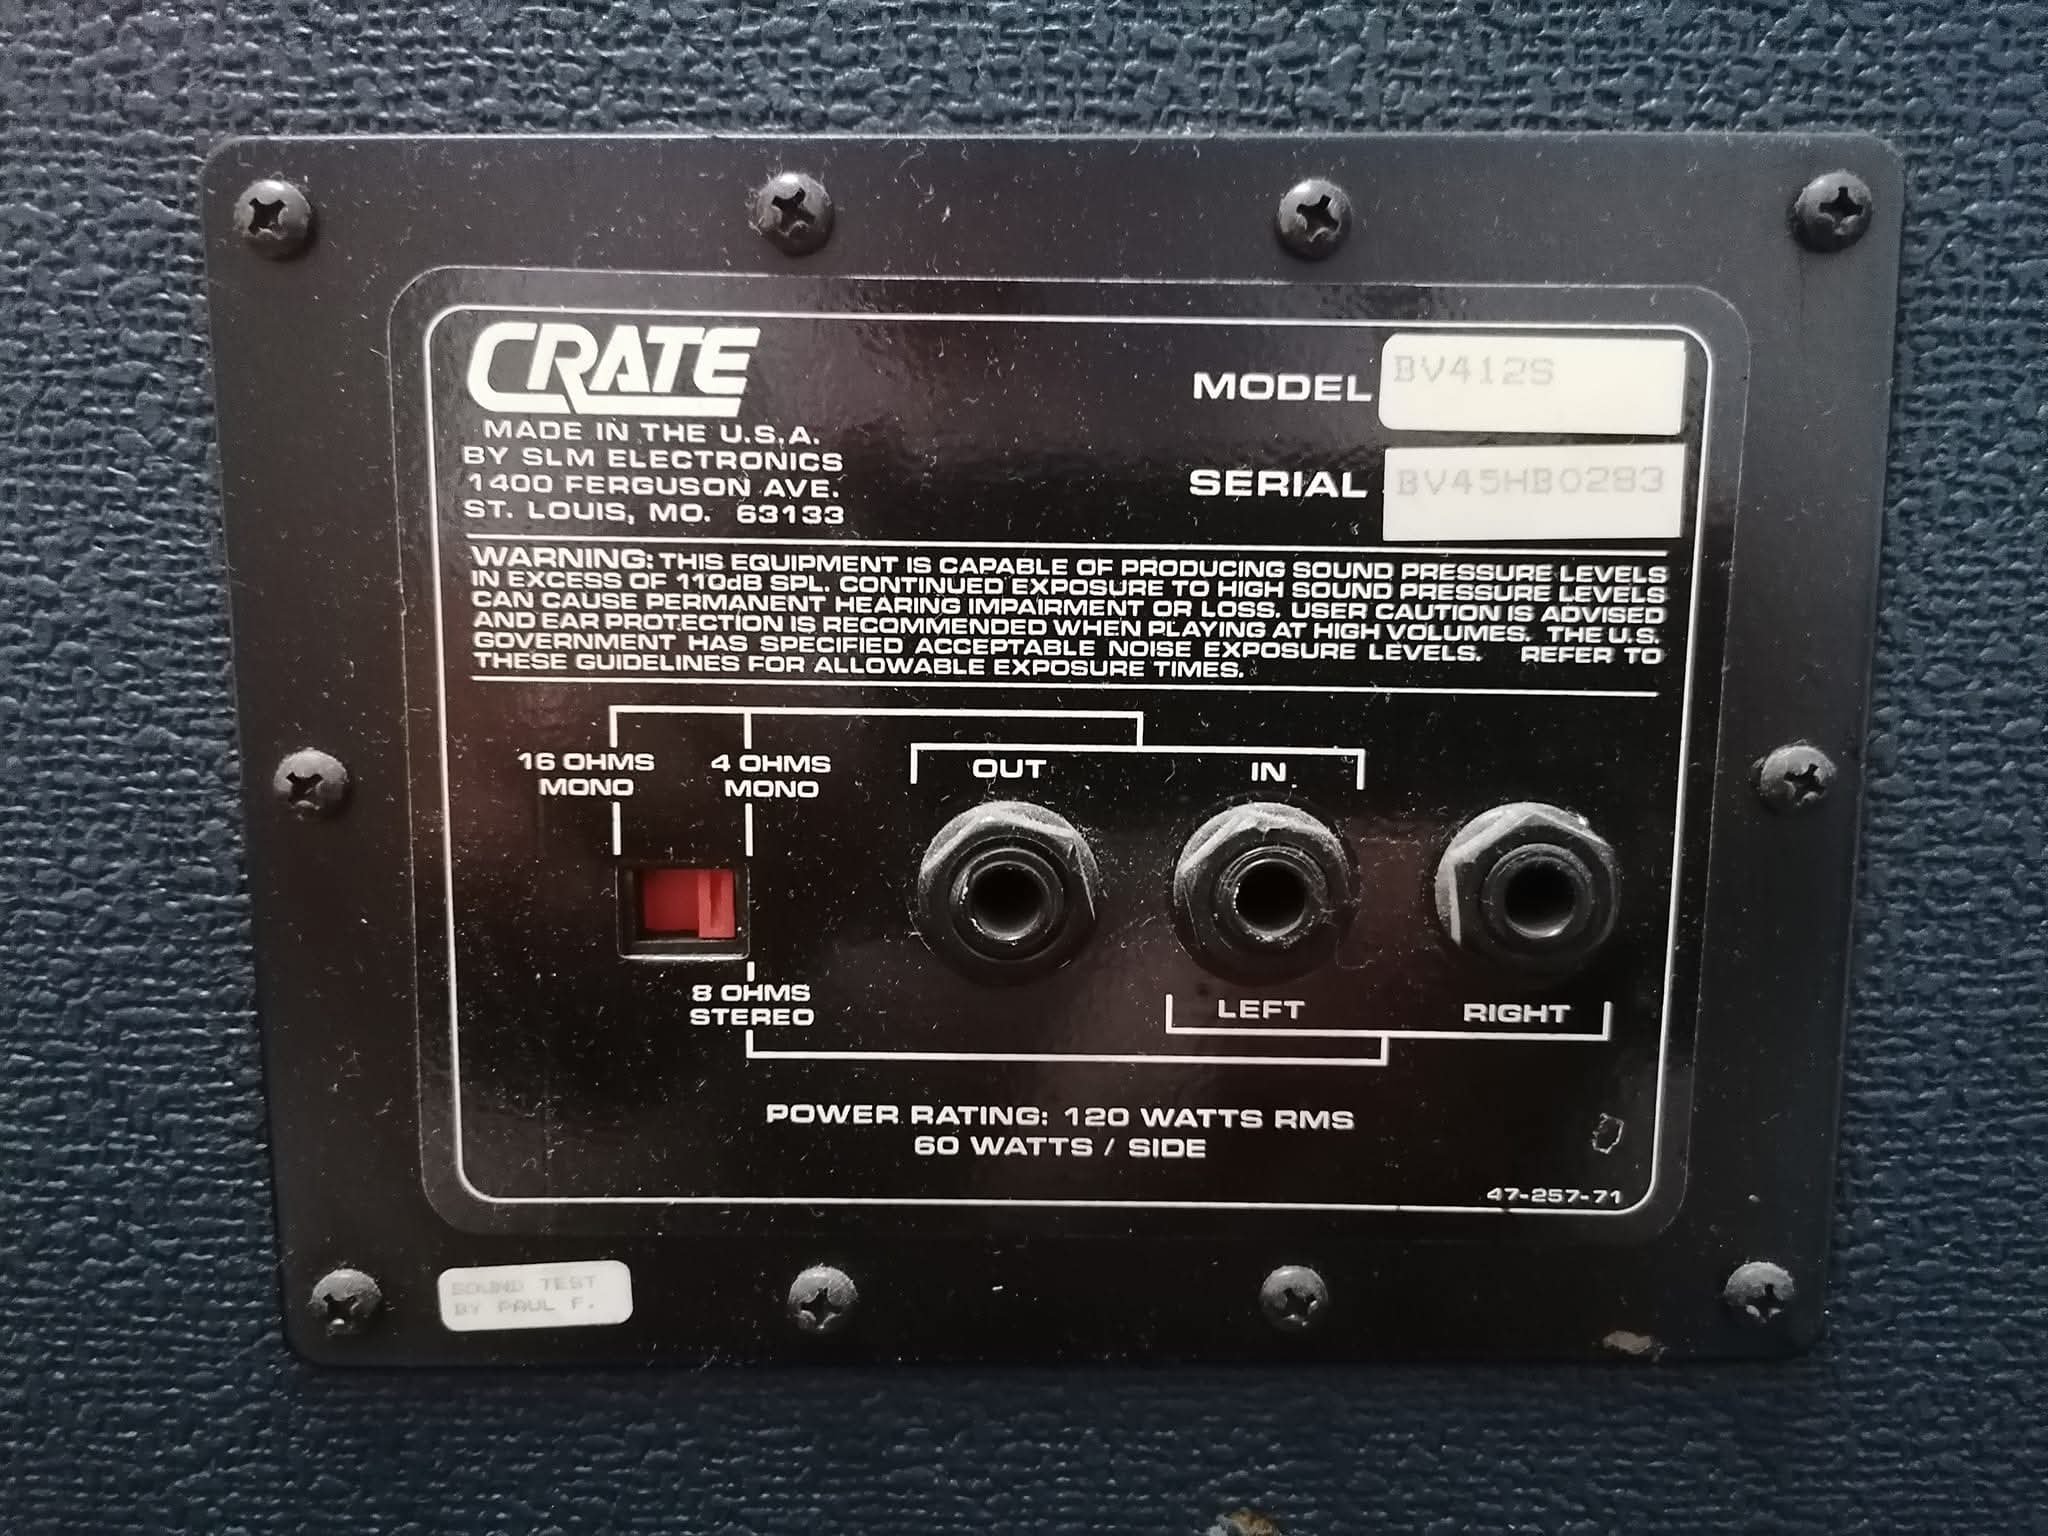 CRATE
MADE IN THE U.S.A.
BY SLM ELECTRONICS
1400 FERGUSON AVE.
ST. LOUIS, MO. 63133
MODEL BV412S
SERIAL BV45HB0283
WARNING: THIS EQUIPMENT IS CAPABLE OF PRODUCING SOUND PRESSURE LEVELS
IN EXCESS OF 110dB SPL. CONTINUED EXPOSURE TO HIGH SOUND PRESSURE LEVELS
CAN CAUSE PERMANENT HEARING IMPAIRMENT OR LOSS. USER CAUTION IS ADVISED
AND EAR PROTECTION IS RECOMMENDED WHEN PLAYING AT HIGH VOLUMES. THE U.S.
GOVERNMENT HAS SPECIFIED ACCEPTABLE NOISE EXPOSURE LEVELS. REFER TO
THESE GUIDELINES FOR ALLOWABLE EXPOSURE TIMES.
16 OHMS
MONO
4 OHMS
MONO
OUT
IN
8 OHMS
STEREO
LEFT
RIGHT
POWER RATING: 120 WATTS RMS
60 WATTS / SIDE
47-257-71
SOUND TEST
BY PAUL F.